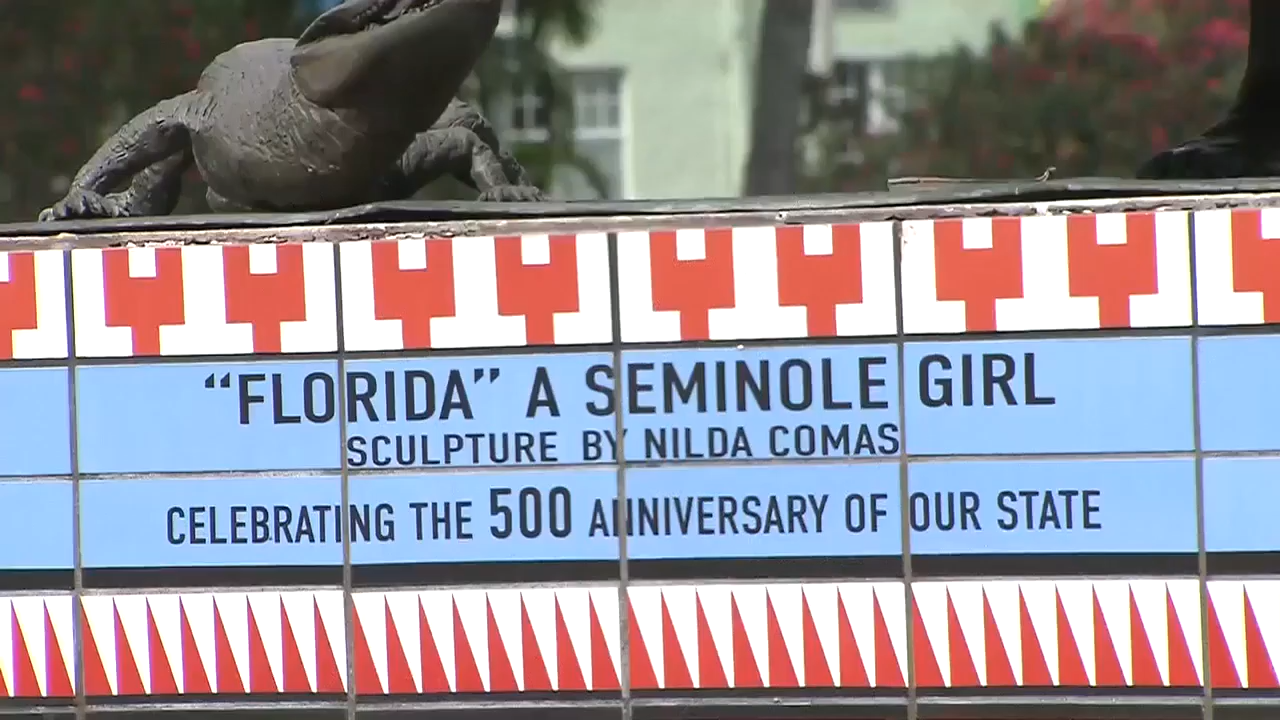 “FLORIDA” A SEMINOLE GIRL
SCULPTURE BY NILDA COMAS
CELEBRATING THE 500 ANNIVERSARY OF OUR STATE